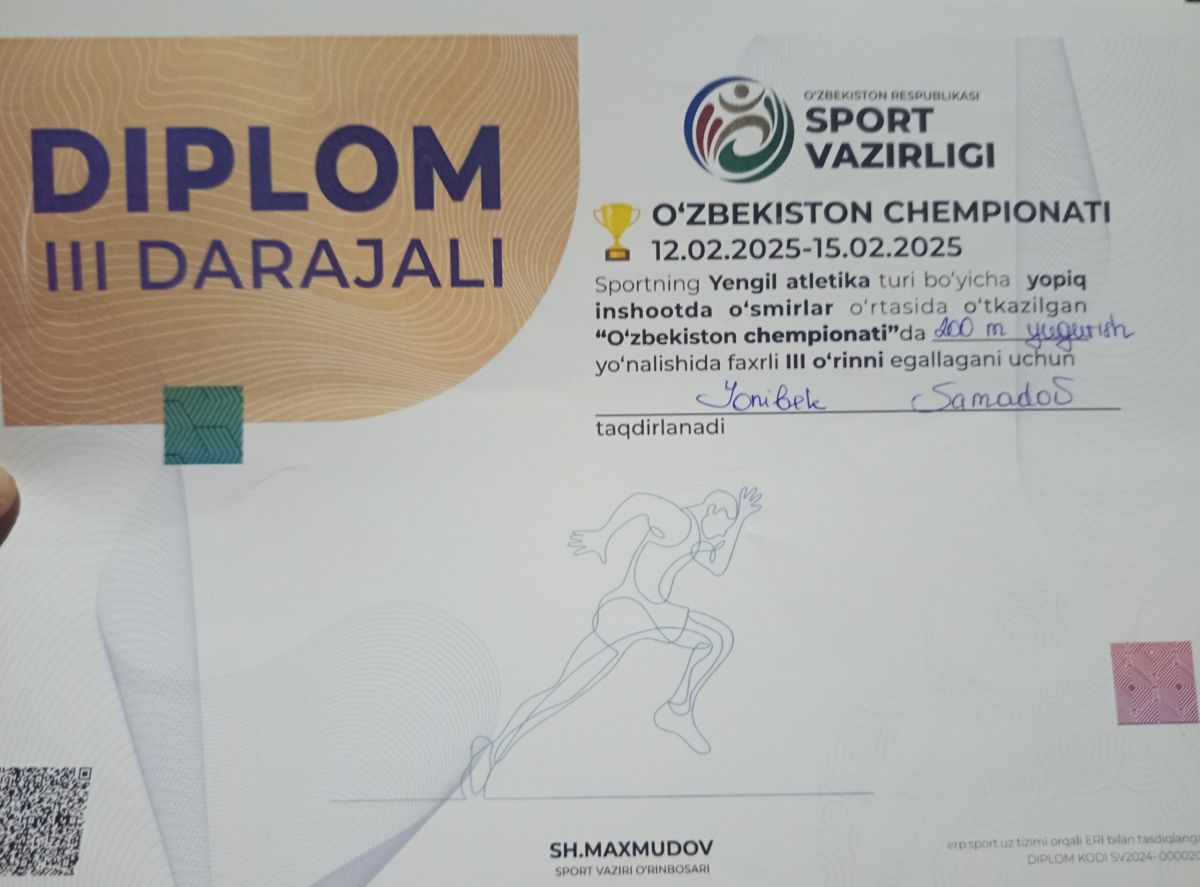 DIPLOM
III DARAJALI
O‘ZBEKISTON RESPUBLIKASI
SPORT
VAZIRLIGI
O‘ZBEKISTON CHEMPIONATI
12.02.2025-15.02.2025
Sportning Yengil atletika turi bo‘yicha yopiq
inshootda o‘smirlar o‘rtasida o‘tkazilgan
“O‘zbekiston chempionati”da 200 m yugurish
yo‘nalishida faxrli III o‘rinni egallagani uchun
Jonibek Samadov
taqdirlanadi
SH.MAXMUDOV
SPORT VAZIRI O‘RINBOSARI
erp.sport.uz tizimi orqali ERI bilan tasdiqlanga
DIPLOM KODI SV2024-000020